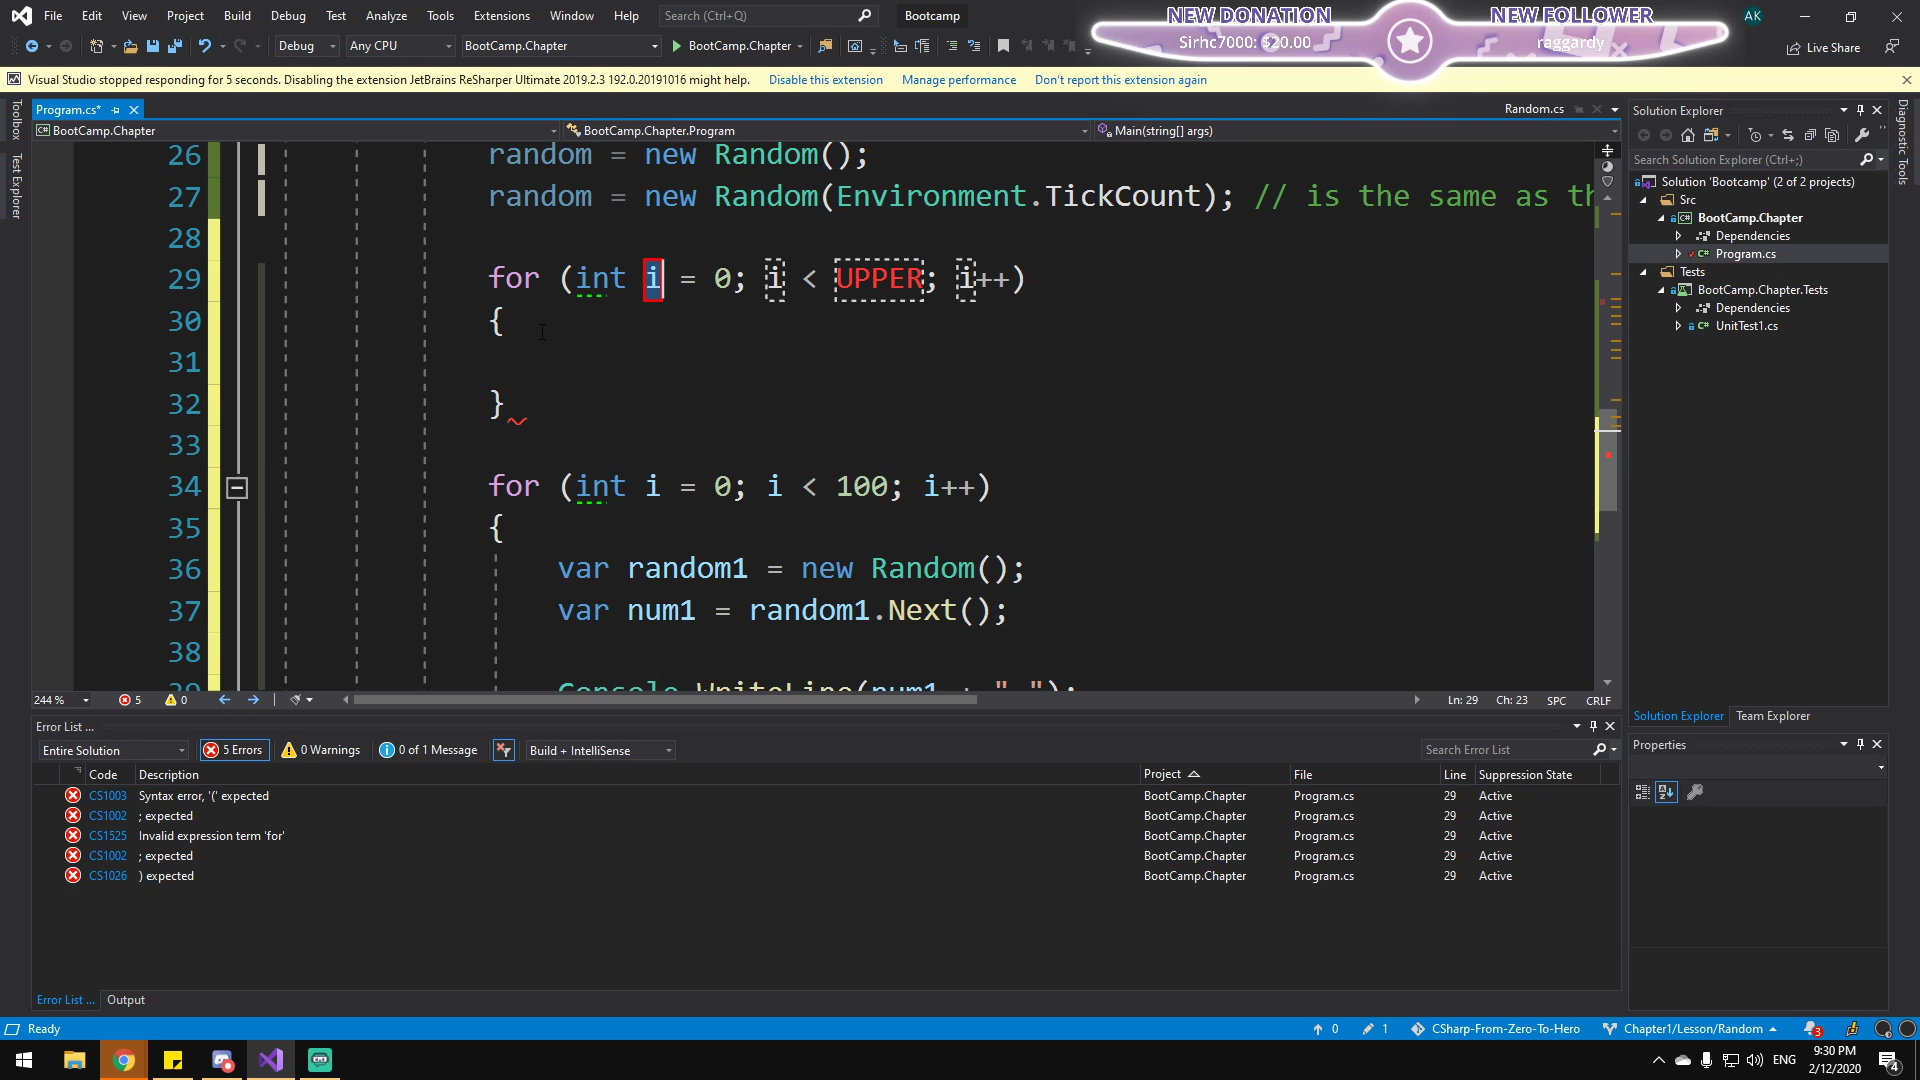 File Edit View Project Build Debug Test Analyze Tools Extensions Window Help Search (Ctrl+Q) Bootcamp AK
NEW DONATION NEW FOLLOWER
Sirhc7000: $20.00 raggardy
Debug Any CPU BootCamp.Chapter BootCamp.Chapter Live Share
Visual Studio stopped responding for 5 seconds. Disabling the extension JetBrains ReSharper Ultimate 2019.2.3 192.0.20191016 might help. Disable this extension Manage performance Don't report this extension again
Toolbox
Test Explorer
Program.cs* Random.cs
BootCamp.Chapter BootCamp.Chapter.Program Main(string[] args)
26 random = new Random();
27 random = new Random(Environment.TickCount); // is the same as th
28
29 for (int i = 0; i < UPPER; i++)
30 {
31
32 }
33
34 for (int i = 0; i < 100; i++)
35 {
36 var random1 = new Random();
37 var num1 = random1.Next();
38
39 Console.WriteLine(num1 + " ");
244 % 5 0 Ln: 29 Ch: 23 SPC CRLF
Solution Explorer
Search Solution Explorer (Ctrl+;)
Solution 'Bootcamp' (2 of 2 projects)
Src
BootCamp.Chapter
Dependencies
Program.cs
Tests
BootCamp.Chapter.Tests
Dependencies
UnitTest1.cs
Solution Explorer Team Explorer
Properties
Diagnostic Tools
Error List ...
Entire Solution 5 Errors 0 Warnings 0 of 1 Message Build + IntelliSense Search Error List
Code Description Project File Line Suppression State
CS1003 Syntax error, '(' expected BootCamp.Chapter Program.cs 29 Active
CS1002 ; expected BootCamp.Chapter Program.cs 29 Active
CS1525 Invalid expression term 'for' BootCamp.Chapter Program.cs 29 Active
CS1002 ; expected BootCamp.Chapter Program.cs 29 Active
CS1026 ) expected BootCamp.Chapter Program.cs 29 Active
Error List ... Output
Ready 0 1 CSharp-From-Zero-To-Hero Chapter1/Lesson/Random 3
ENG 9:30 PM
2/12/2020 4